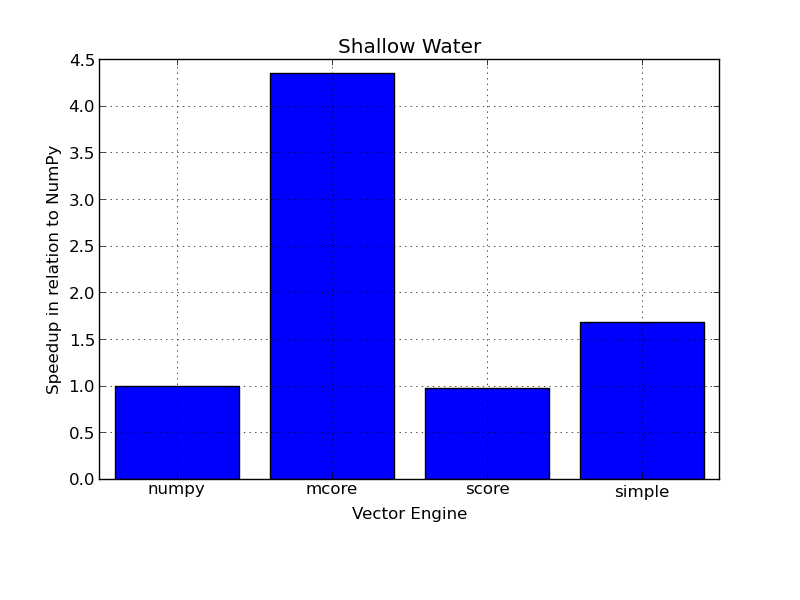 Shallow Water
Speedup in relation to NumPy
4.5
4.0
3.5
3.0
2.5
2.0
1.5
1.0
0.5
0.0
numpy mcore score simple
Vector Engine